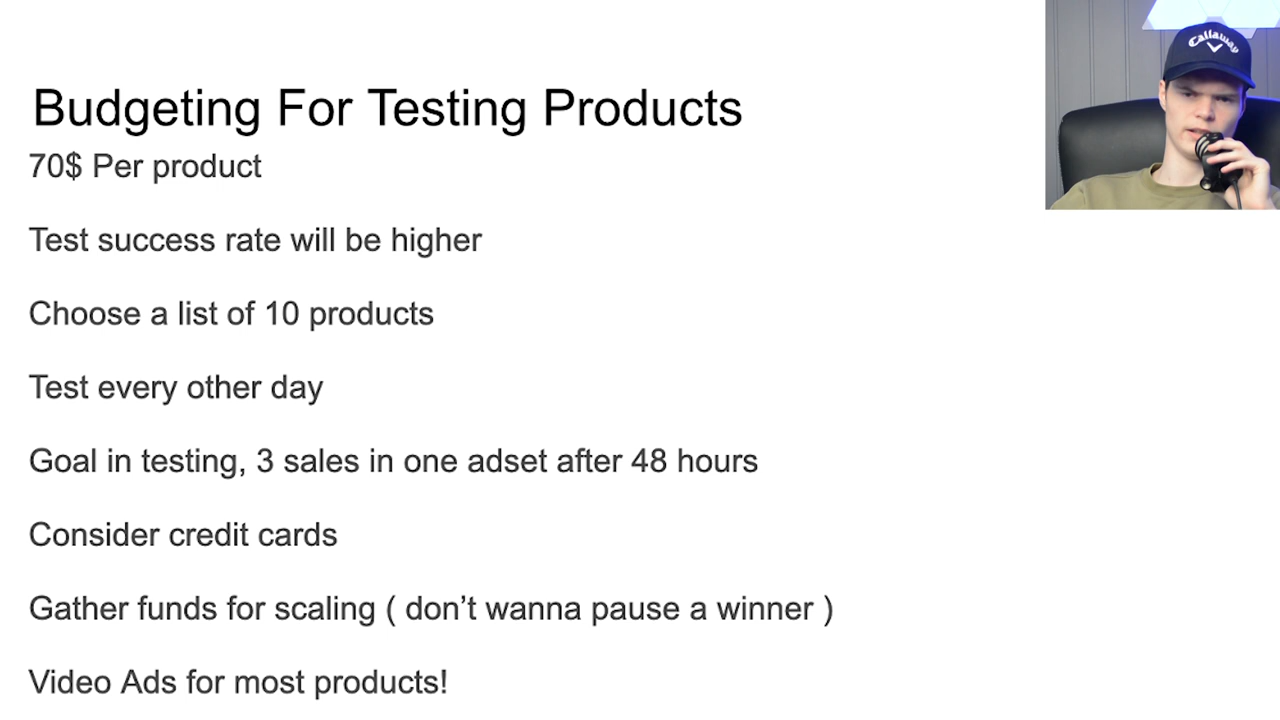 Budgeting For Testing Products
70$ Per product
Test success rate will be higher
Choose a list of 10 products
Test every other day
Goal in testing, 3 sales in one adset after 48 hours
Consider credit cards
Gather funds for scaling ( don’t wanna pause a winner )
Video Ads for most products!
Callaway